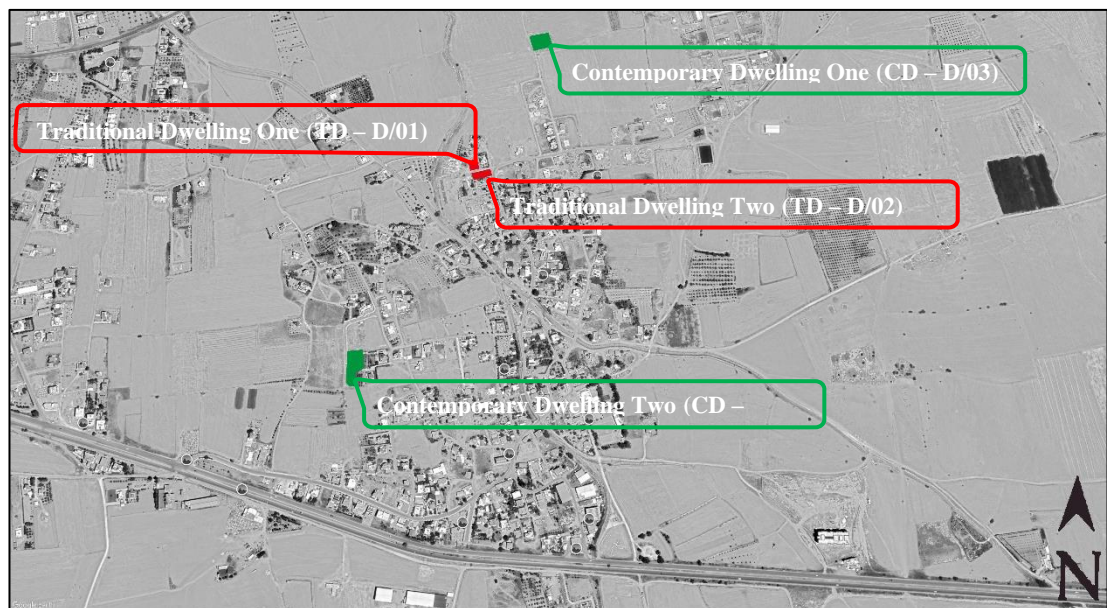 Contemporary Dwelling One (CD – D/03)
Traditional Dwelling One (TD – D/01)
Traditional Dwelling Two (TD – D/02)
Contemporary Dwelling Two (CD –
N